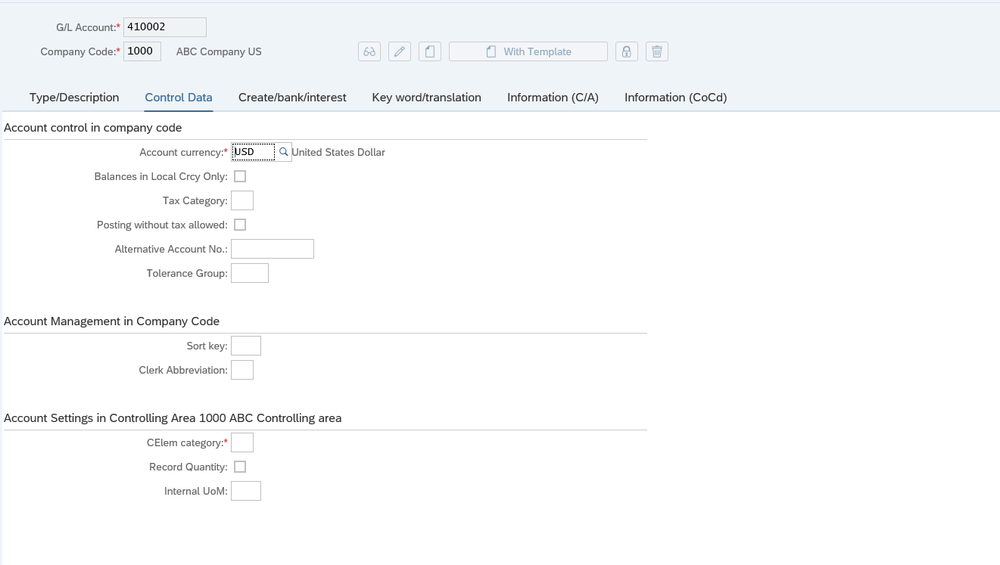 G/L Account:* 410002
Company Code:* 1000 ABC Company US With Template
Type/Description Control Data Create/bank/interest Key word/translation Information (C/A) Information (CoCd)
Account control in company code
Account currency:* USD United States Dollar
Balances in Local Crcy Only:
Tax Category:
Posting without tax allowed:
Alternative Account No.:
Tolerance Group:
Account Management in Company Code
Sort key:
Clerk Abbreviation:
Account Settings in Controlling Area 1000 ABC Controlling area
CElem category:*
Record Quantity:
Internal UoM: